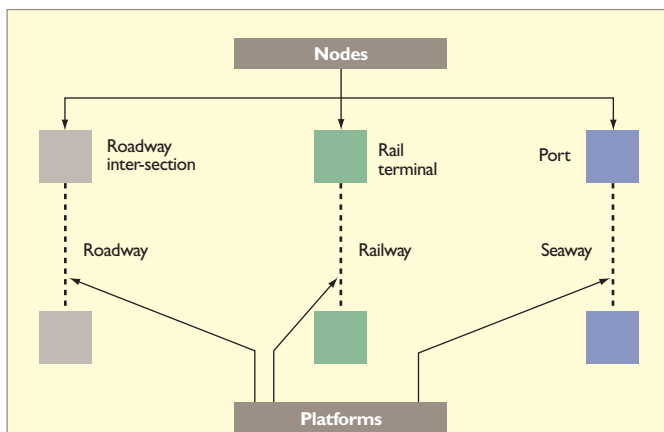 Nodes
Roadway
inter-section
Rail
terminal
Port
Roadway
Railway
Seaway
Platforms